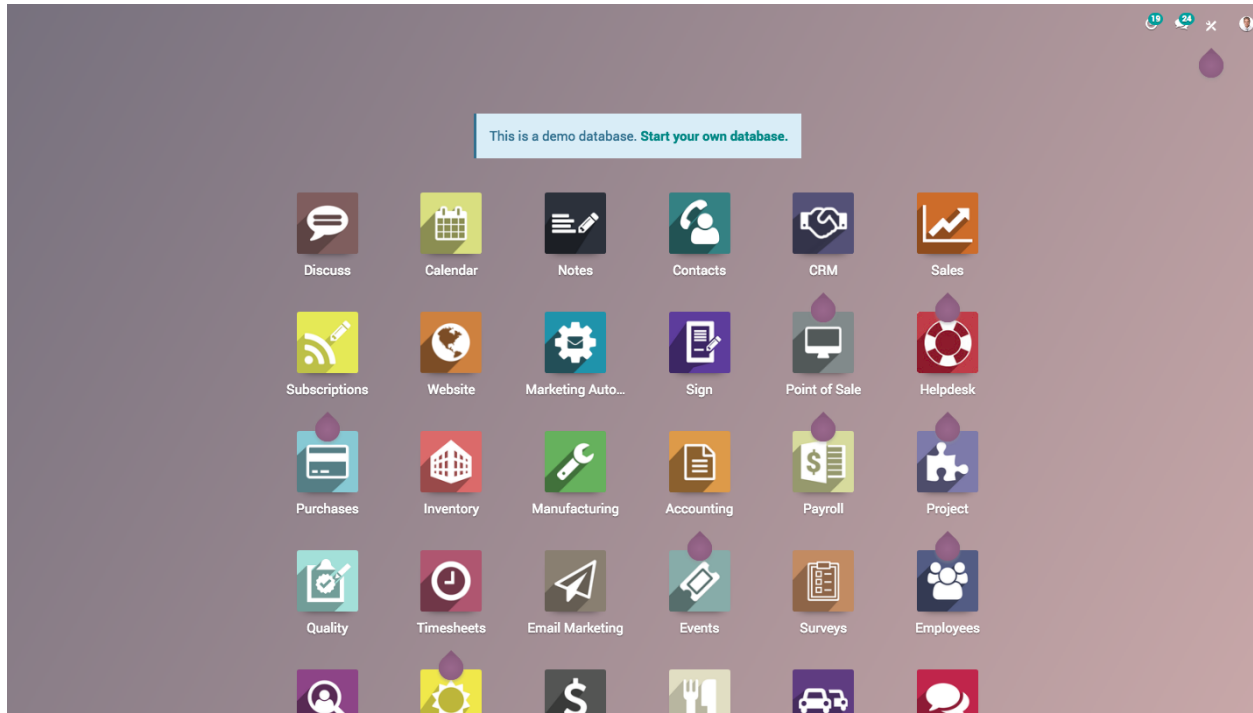 19 24
This is a demo database. Start your own database.
Discuss Calendar Notes Contacts CRM Sales
Subscriptions Website Marketing Auto... Sign Point of Sale Helpdesk
Purchases Inventory Manufacturing Accounting Payroll Project
Quality Timesheets Email Marketing Events Surveys Employees